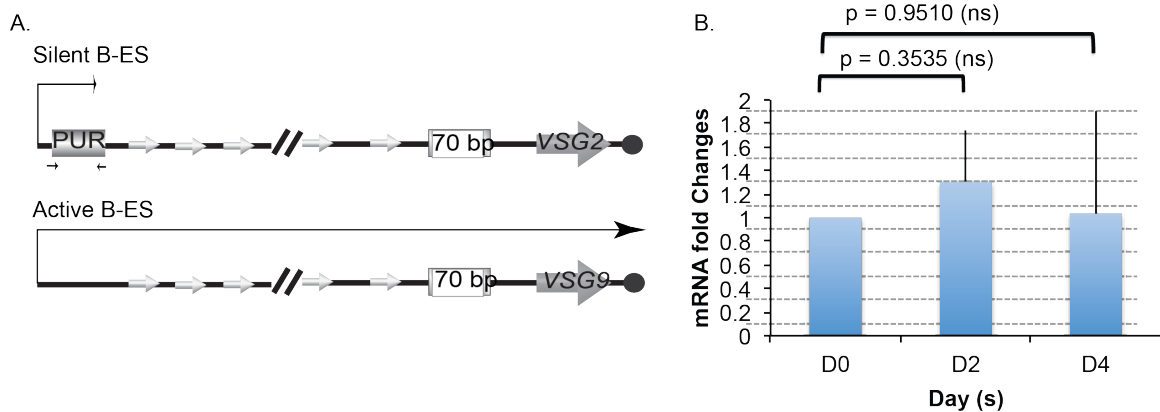 A.
Silent B-ES
PUR
70 bp
VSG2
Active B-ES
70 bp
VSG9
B.
p = 0.9510 (ns)
p = 0.3535 (ns)
mRNA fold Changes
2
1.8
1.6
1.4
1.2
1
0.8
0.6
0.4
0.2
0
D0 D2 D4
Day (s)